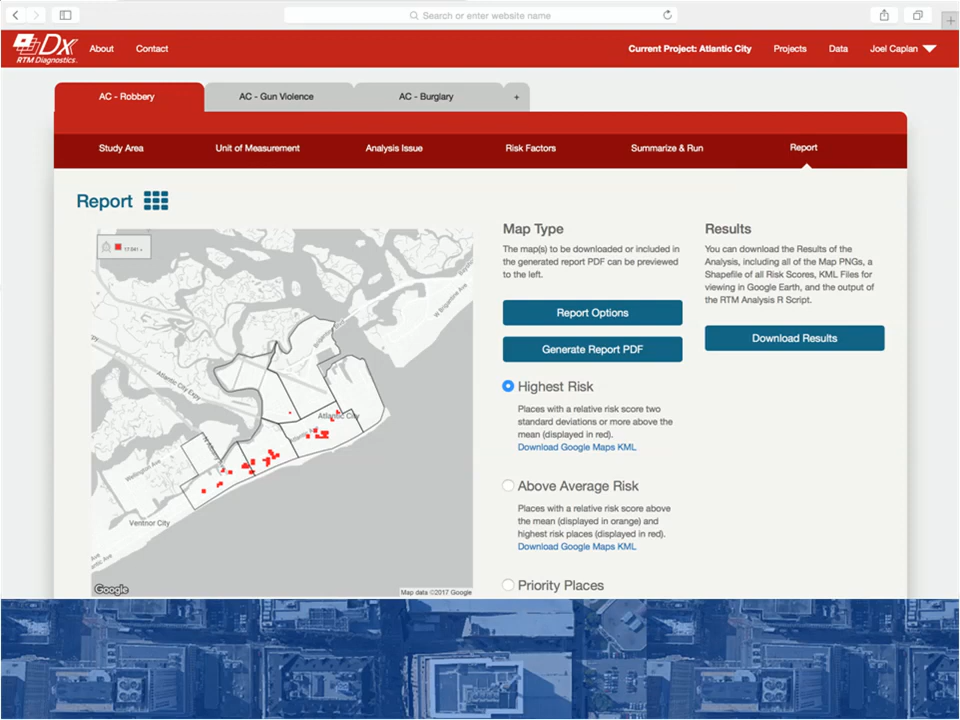 Search or enter website name
Dx
RTM Diagnostics.
About
Contact
Current Project: Atlantic City
Projects
Data
Joel Caplan
AC - Robbery
AC - Gun Violence
AC - Burglary
+
Study Area
Unit of Measurement
Analysis Issue
Risk Factors
Summarize & Run
Report
Report
N Brigantine Ave
Atlantic City Expy
Atlantic City
Wellington Ave
Ventnor City
Google
Map data ©2017 Google
Map Type
The map(s) to be downloaded or included in
the generated report PDF can be previewed
to the left.
Report Options
Generate Report PDF
Highest Risk
Places with a relative risk score two
standard deviations or more above the
mean (displayed in red).
Download Google Maps KML
Above Average Risk
Places with a relative risk score above
the mean (displayed in orange) and
highest risk places (displayed in red).
Download Google Maps KML
Priority Places
Results
You can download the Results of the
Analysis, including all of the Map PNGs, a
Shapefile of all Risk Scores, KML Files for
viewing in Google Earth, and the output of
the RTM Analysis R Script.
Download Results